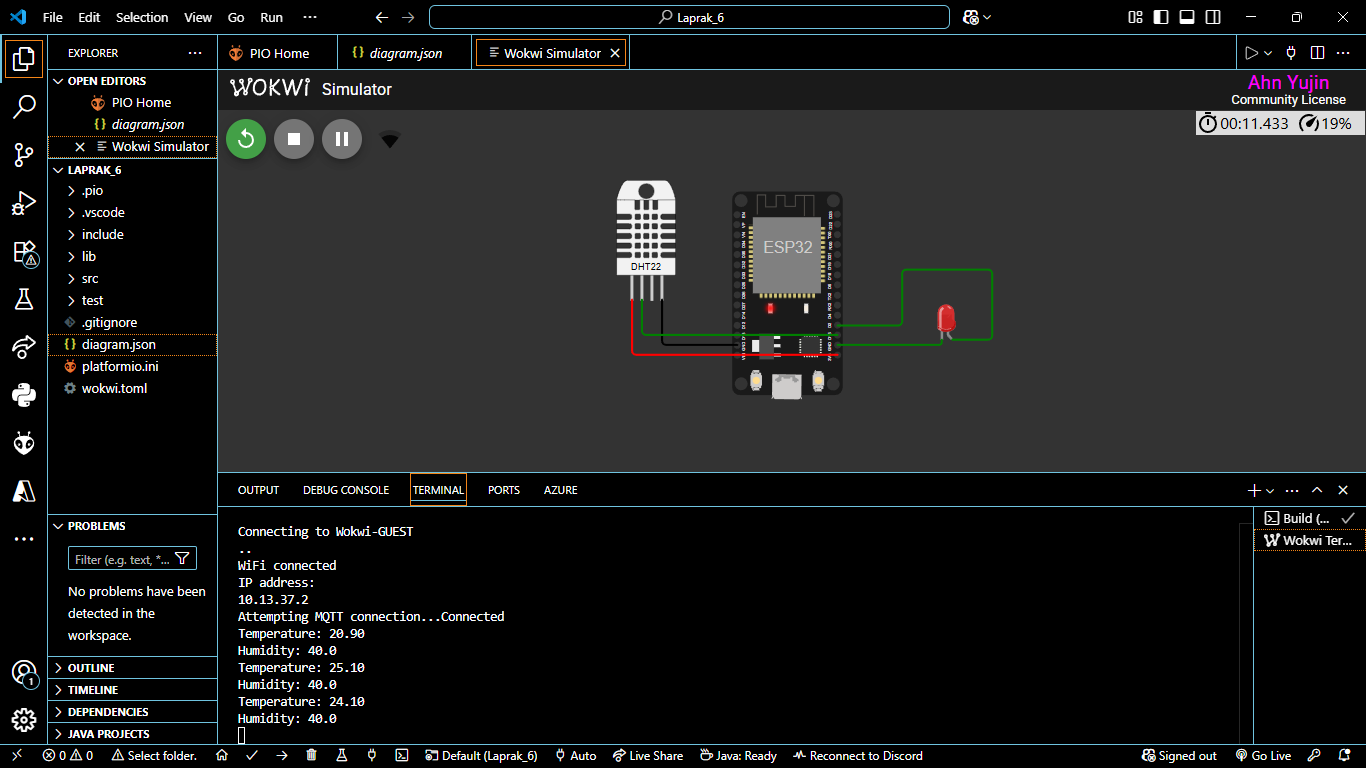 File Edit Selection View Go Run ···
Laprak_6
EXPLORER ···
OPEN EDITORS
PIO Home
{} diagram.json
Wokwi Simulator
LAPRAK_6
.pio
.vscode
include
lib
src
test
.gitignore
{} diagram.json
platformio.ini
wokwi.toml
PROBLEMS
Filter (e.g. text, *...
No problems have been
detected in the
workspace.
OUTLINE
TIMELINE
DEPENDENCIES
JAVA PROJECTS
PIO Home
{} diagram.json
Wokwi Simulator
WOKWi Simulator
Ahn Yujin
Community License
00:11.433 19%
DHT22
ESP32
OUTPUT DEBUG CONSOLE TERMINAL PORTS AZURE
Connecting to Wokwi-GUEST
..
WiFi connected
IP address:
10.13.37.2
Attempting MQTT connection...Connected
Temperature: 20.90
Humidity: 40.0
Temperature: 25.10
Humidity: 40.0
Temperature: 24.10
Humidity: 40.0
Build (...
Wokwi Ter...
1
0 0 Select folder. Default (Laprak_6) Auto Live Share Java: Ready Reconnect to Discord Signed out Go Live